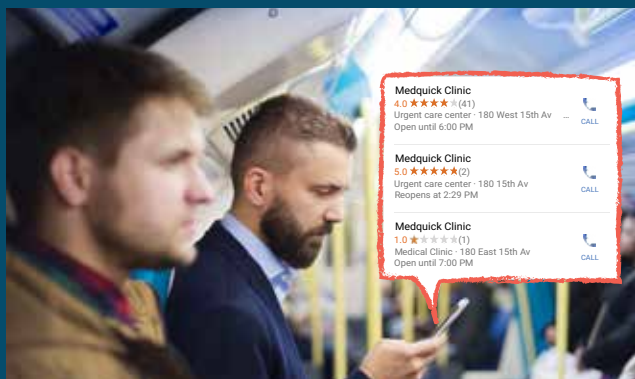 Medquick Clinic
4.0 ★★★★★(41)
Urgent care center · 180 West 15th Av ...
Open until 6:00 PM
CALL
Medquick Clinic
5.0 ★★★★★(2)
Urgent care center · 180 15th Av
Reopens at 2:29 PM
CALL
Medquick Clinic
1.0 ★★★★★(1)
Medical Clinic · 180 East 15th Av
Open until 7:00 PM
CALL